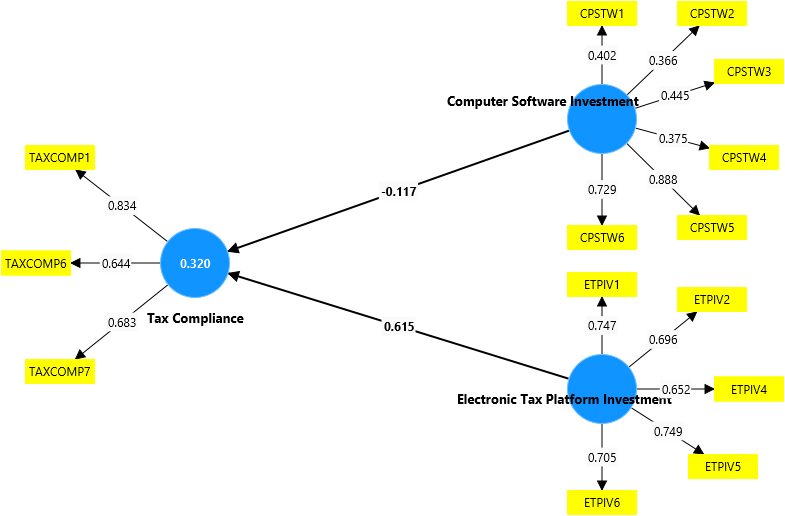 CPSTW1
CPSTW2
0.402
0.366
CPSTW3
0.445
Computer Software Investment
0.375
CPSTW4
TAXCOMP1
0.888
0.729
-0.117
0.834
CPSTW5
CPSTW6
TAXCOMP6
0.644
0.320
ETPIV1
ETPIV2
Tax Compliance
0.683
0.747
0.615
0.696
TAXCOMP7
0.652
ETPIV4
Electronic Tax Platform Investment
0.749
0.705
ETPIV5
ETPIV6